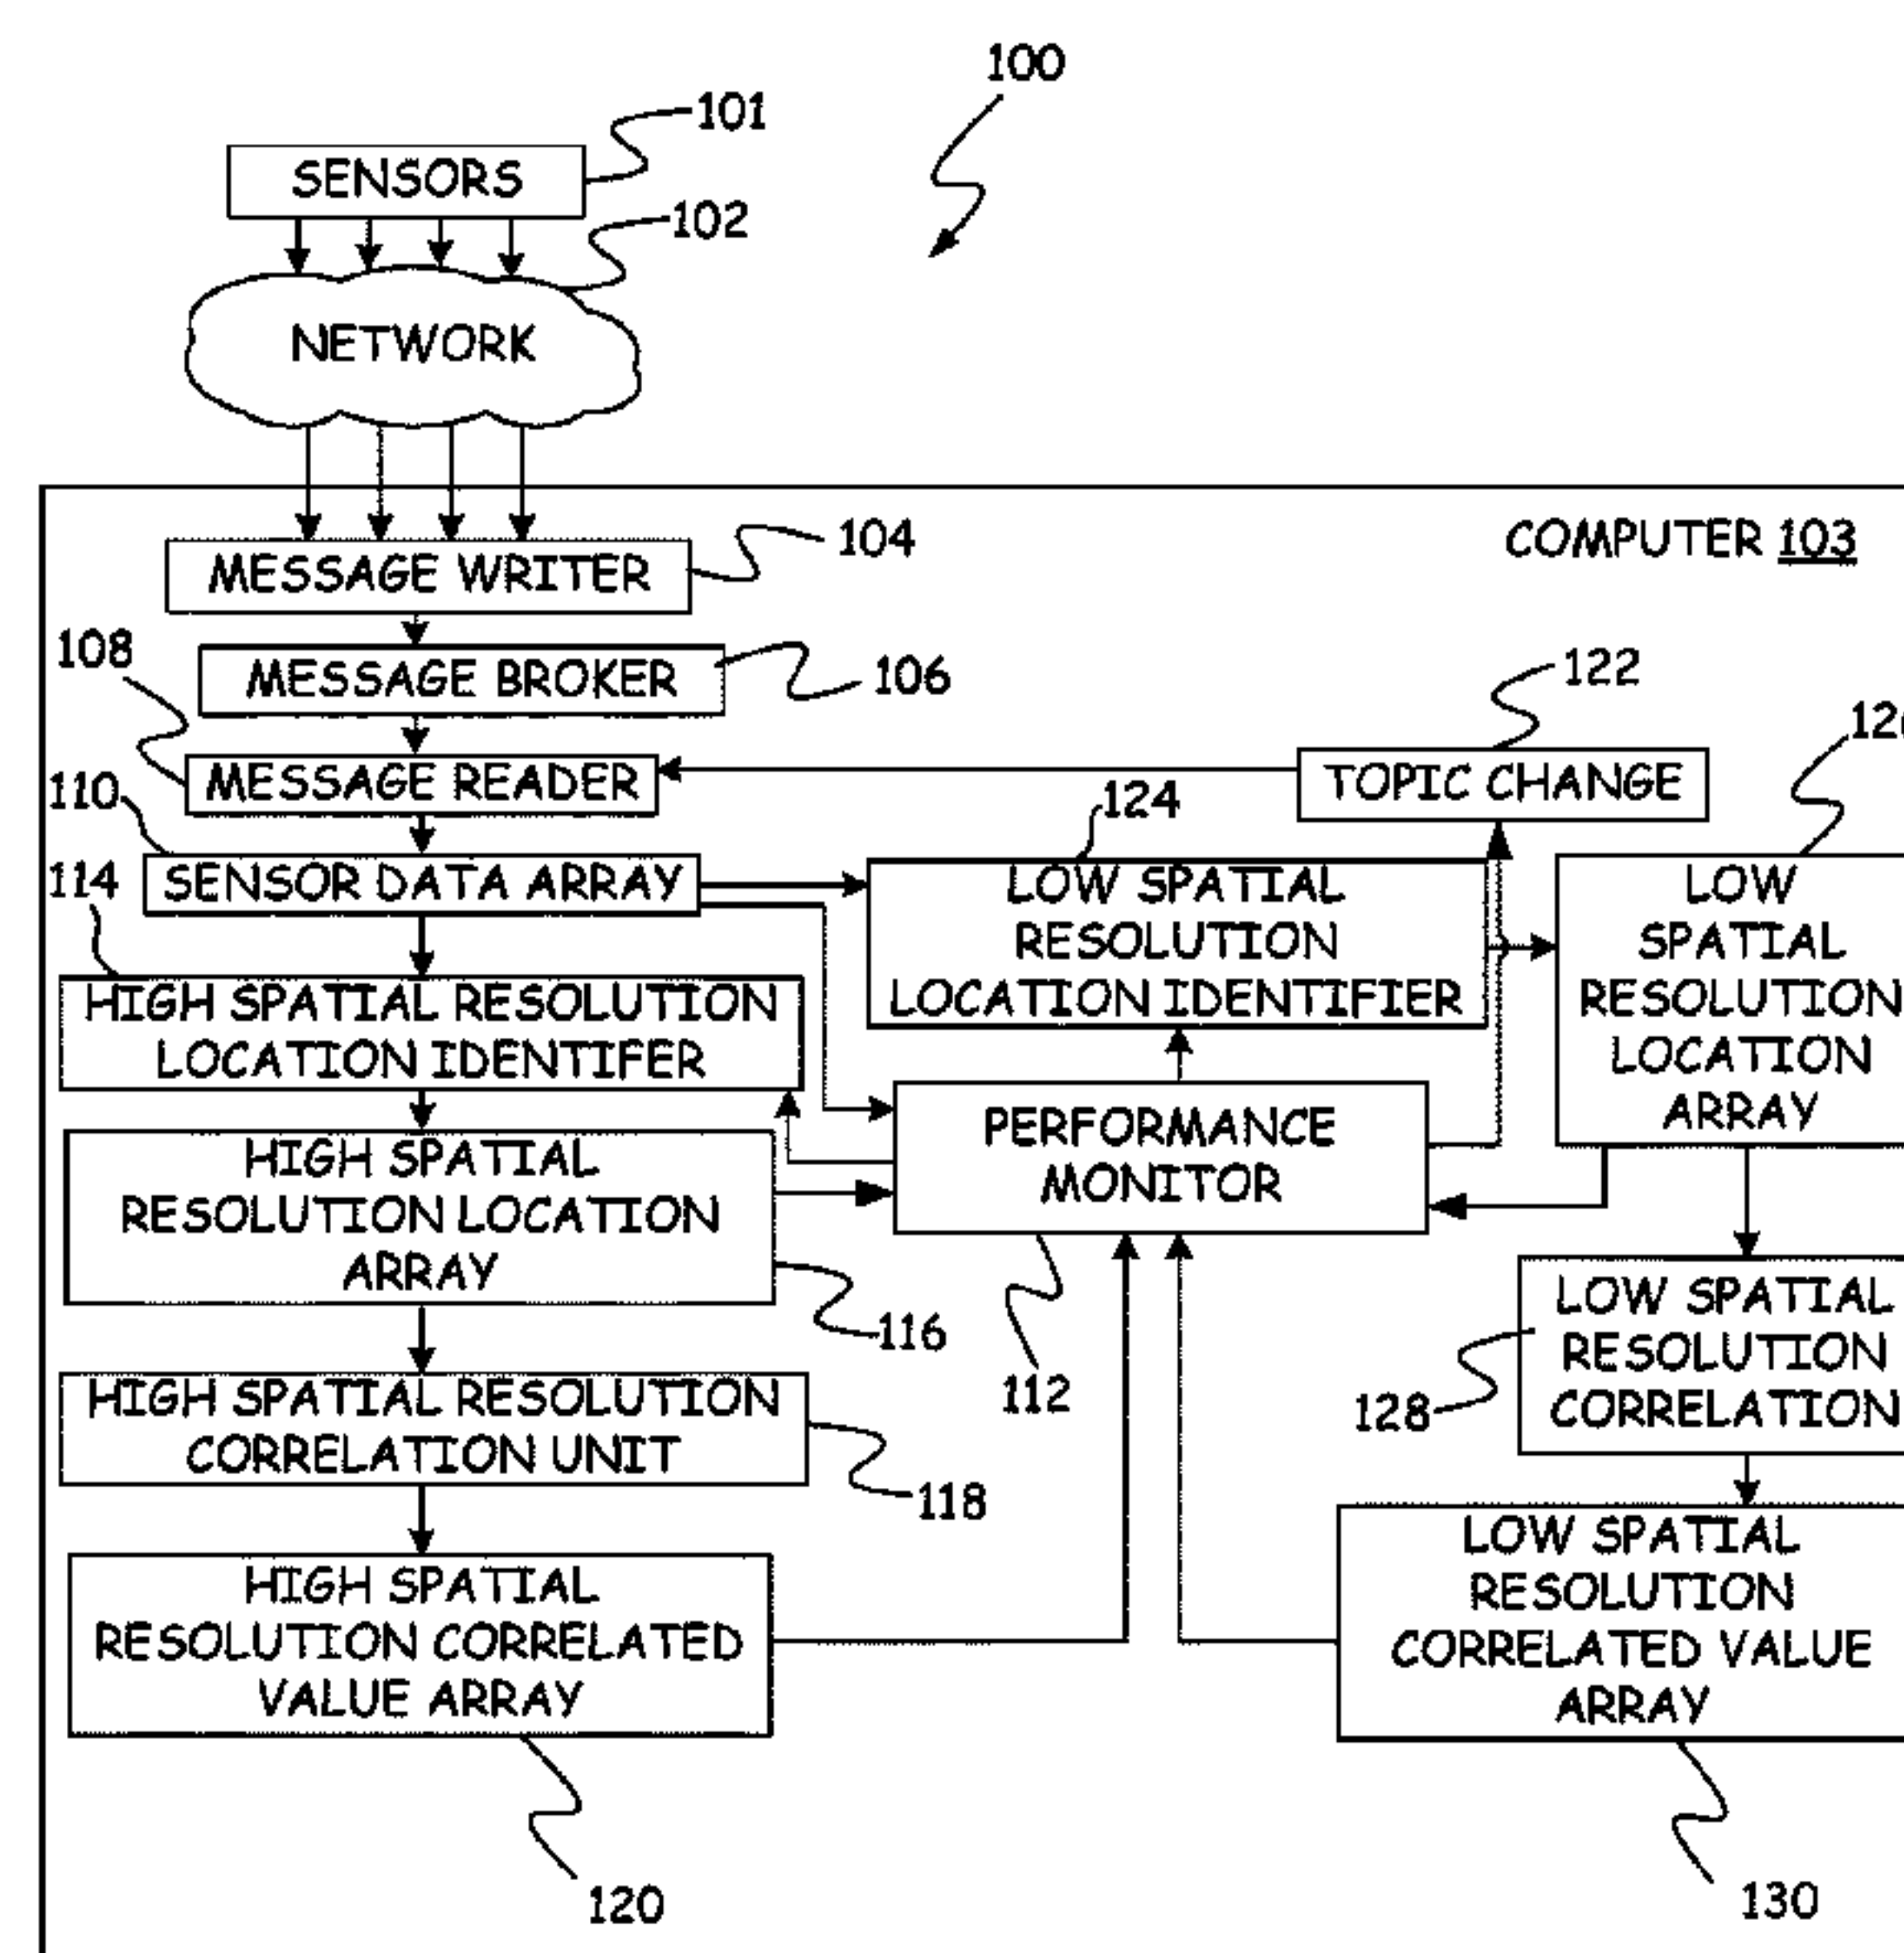 100
101
SENSORS
102
NETWORK
COMPUTER 103
104
MESSAGE WRITER
108
MESSAGE BROKER
106
122
MESSAGE READER
TOPIC CHANGE
110
124
114
SENSOR DATA ARRAY
LOW SPATIAL
RESOLUTION
LOCATION IDENTIFIER
LOW
SPATIAL
RESOLUTION
LOCATION
ARRAY
HIGH SPATIAL RESOLUTION
LOCATION IDENTIFER
PERFORMANCE
MONITOR
HIGH SPATIAL
RESOLUTION LOCATION
ARRAY
116
112
LOW SPATIAL
RESOLUTION
CORRELATION
128
HIGH SPATIAL RESOLUTION
CORRELATION UNIT
118
HIGH SPATIAL
RESOLUTION CORRELATED
VALUE ARRAY
LOW SPATIAL
RESOLUTION
CORRELATED VALUE
ARRAY
120
130